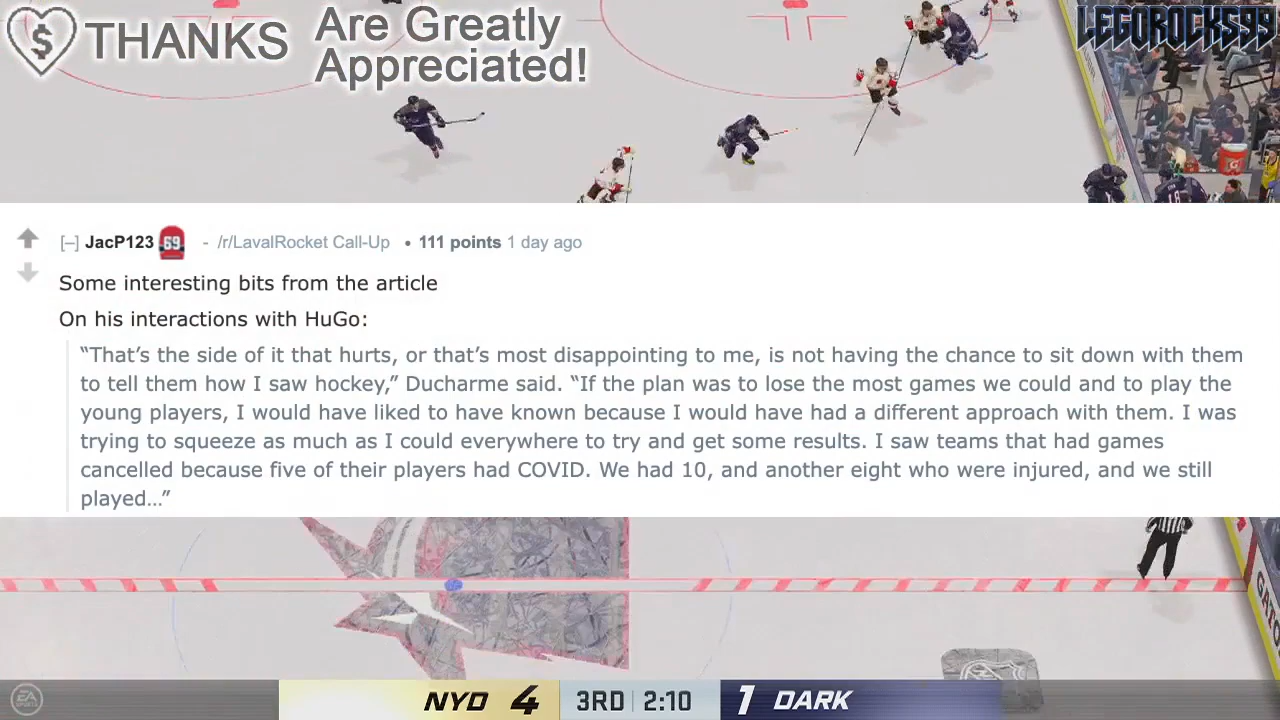 $ THANKS Are Greatly
Appreciated!
LEGOROCKS99
[–] JacP123 69 - /r/LavalRocket Call-Up • 111 points 1 day ago
Some interesting bits from the article
On his interactions with HuGo:
“That’s the side of it that hurts, or that’s most disappointing to me, is not having the chance to sit down with them
to tell them how I saw hockey,” Ducharme said. “If the plan was to lose the most games we could and to play the
young players, I would have liked to have known because I would have had a different approach with them. I was
trying to squeeze as much as I could everywhere to try and get some results. I saw teams that had games
cancelled because five of their players had COVID. We had 10, and another eight who were injured, and we still
played…”
EA SPORTS
NYD 4 3RD 2:10 1 DARK